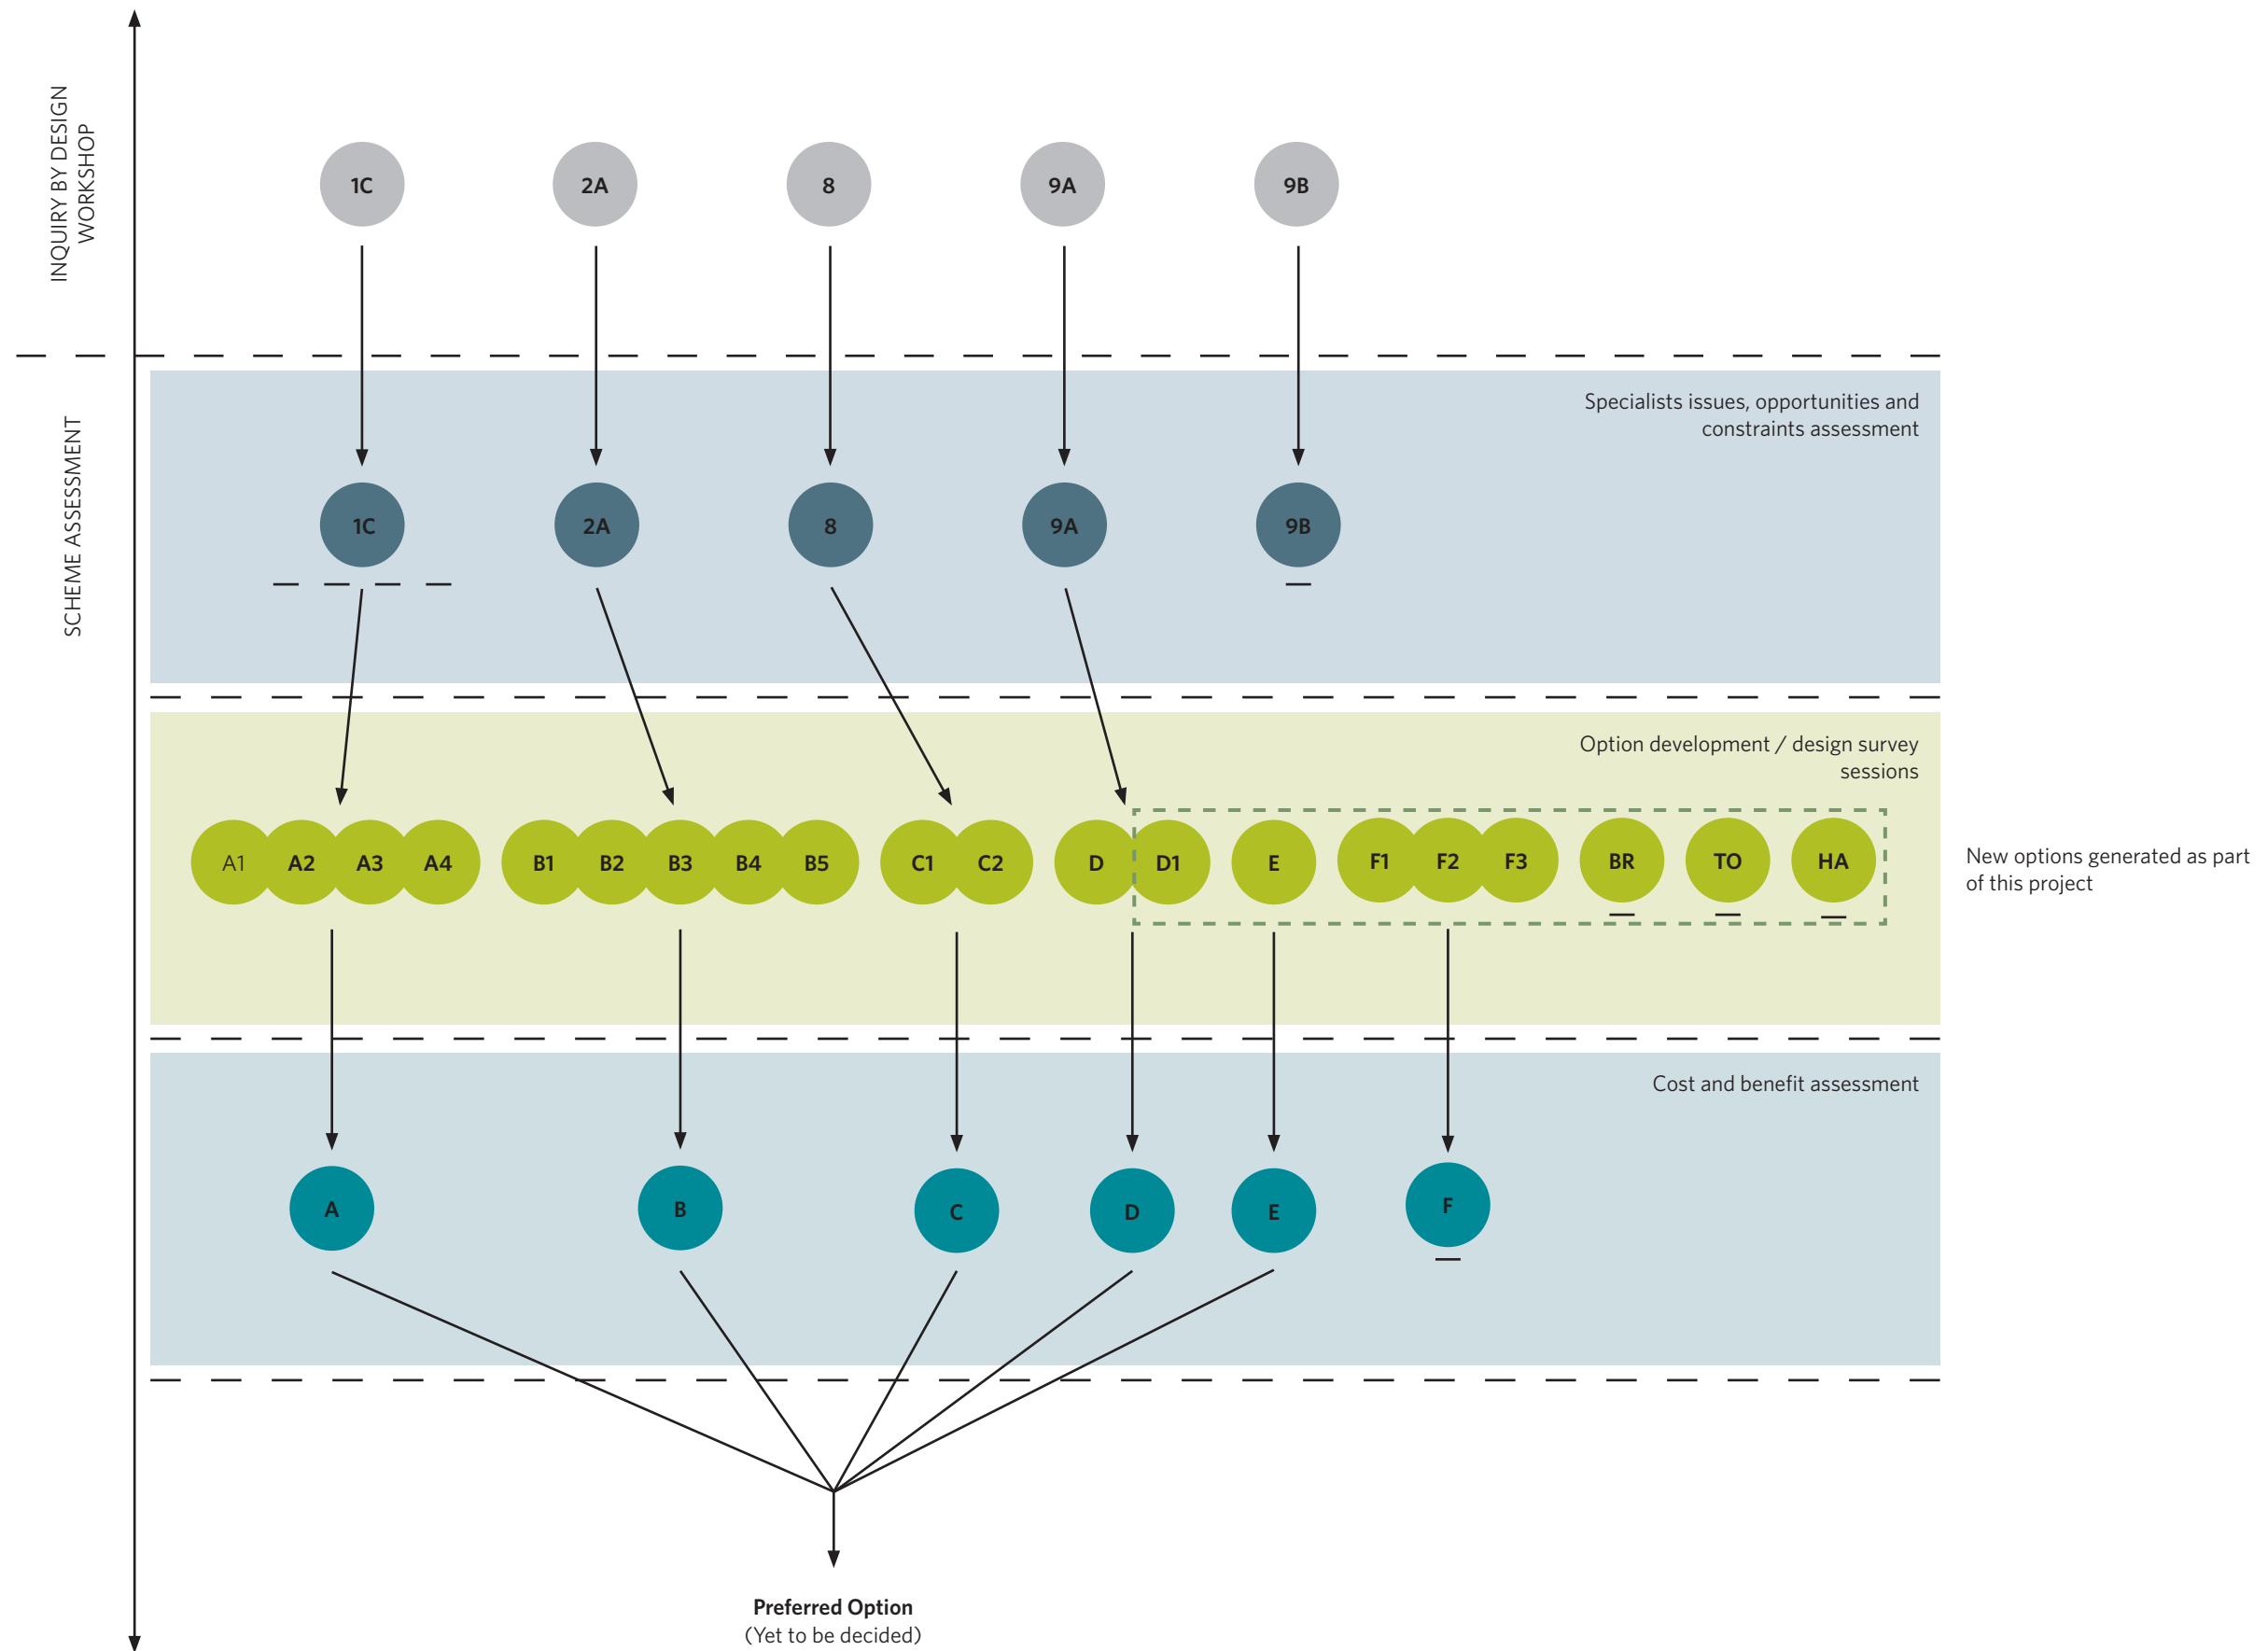 INQUIRY BY DESIGN
WORKSHOP
1C
2A
8
9A
9B
SCHEME ASSESSMENT
Specialists issues, opportunities and
constraints assessment
1C
2A
8
9A
9B
Option development / design survey
sessions
A1
A2
A3
A4
B1
B2
B3
B4
B5
C1
C2
D
D1
E
F1
F2
F3
BR
TO
HA
New options generated as part
of this project
Cost and benefit assessment
A
B
C
D
E
F
Preferred Option
(Yet to be decided)